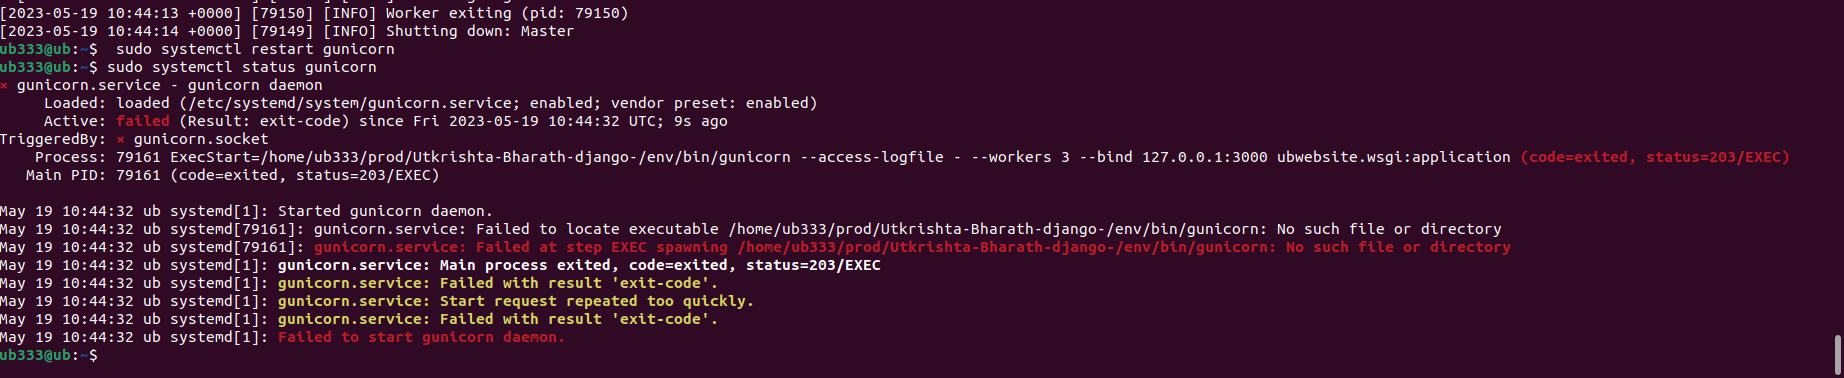 [2023-05-19 10:44:13 +0000] [79150] [INFO] Worker exiting (pid: 79150)
[2023-05-19 10:44:14 +0000] [79149] [INFO] Shutting down: Master
ub333@ub:~$  sudo systemctl restart gunicorn
ub333@ub:~$ sudo systemctl status gunicorn
× gunicorn.service - gunicorn daemon
     Loaded: loaded (/etc/systemd/system/gunicorn.service; enabled; vendor preset: enabled)
     Active: failed (Result: exit-code) since Fri 2023-05-19 10:44:32 UTC; 9s ago
TriggeredBy: × gunicorn.socket
    Process: 79161 ExecStart=/home/ub333/prod/Utkrishta-Bharath-django-/env/bin/gunicorn --access-logfile - --workers 3 --bind 127.0.0.1:3000 ubwebsite.wsgi:application (code=exited, status=203/EXEC)
   Main PID: 79161 (code=exited, status=203/EXEC)

May 19 10:44:32 ub systemd[1]: Started gunicorn daemon.
May 19 10:44:32 ub systemd[79161]: gunicorn.service: Failed to locate executable /home/ub333/prod/Utkrishta-Bharath-django-/env/bin/gunicorn: No such file or directory
May 19 10:44:32 ub systemd[79161]: gunicorn.service: Failed at step EXEC spawning /home/ub333/prod/Utkrishta-Bharath-django-/env/bin/gunicorn: No such file or directory
May 19 10:44:32 ub systemd[1]: gunicorn.service: Main process exited, code=exited, status=203/EXEC
May 19 10:44:32 ub systemd[1]: gunicorn.service: Failed with result 'exit-code'.
May 19 10:44:32 ub systemd[1]: gunicorn.service: Start request repeated too quickly.
May 19 10:44:32 ub systemd[1]: gunicorn.service: Failed with result 'exit-code'.
May 19 10:44:32 ub systemd[1]: Failed to start gunicorn daemon.
ub333@ub:~$